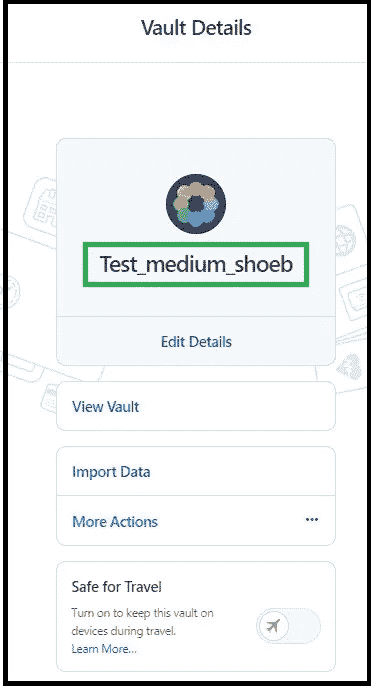 Vault Details
Test_medium_shoeb
Edit Details
View Vault
Import Data
More Actions
Safe for Travel
Turn on to keep this vault on
devices during travel.
Learn More...